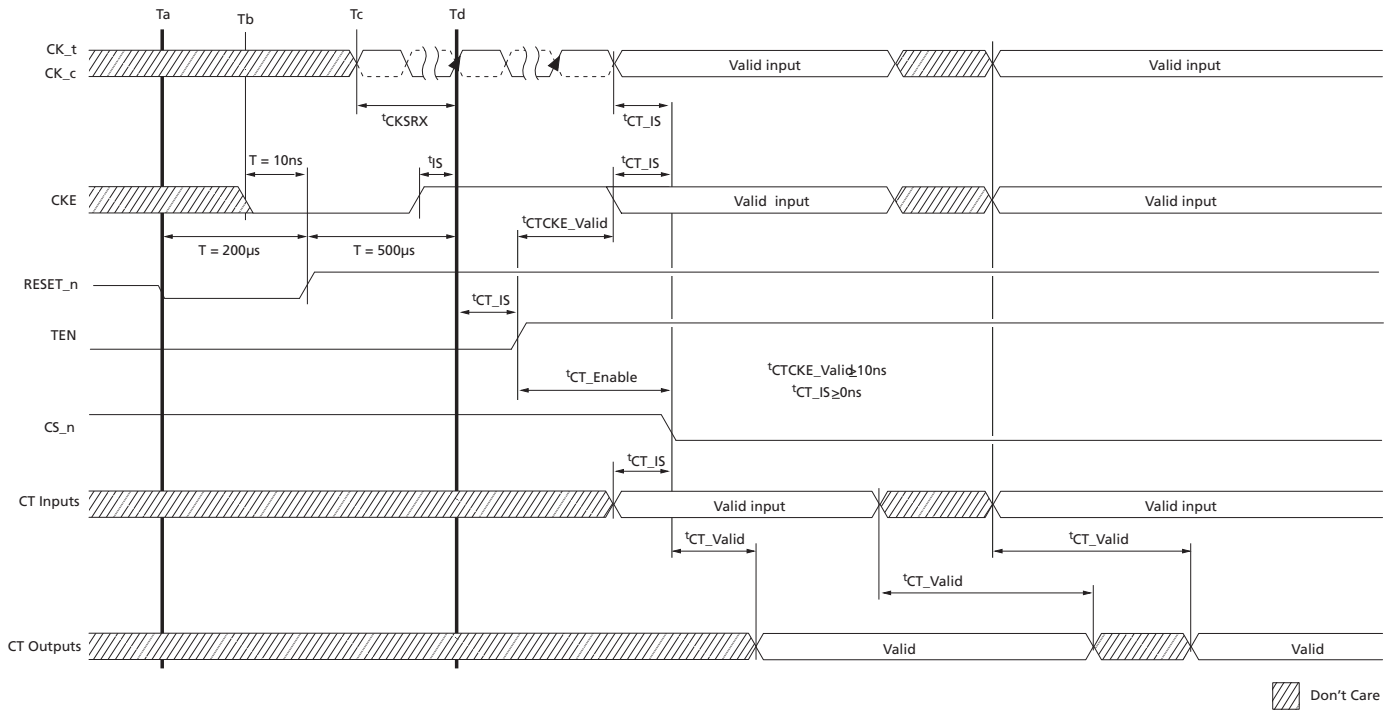 Ta Tb Tc Td
CK_t
CK_c
Valid input Valid input
tCKSRX tCT_IS
T = 10ns tIS tCT_IS
CKE
Valid input Valid input
tCTCKE_Valid
T = 200µs T = 500µs
RESET_n
tCT_IS
TEN
tCT_Enable
tCTCKE_Valid≥10ns
tCT_IS≥0ns
CS_n
tCT_IS
CT Inputs
Valid input Valid input
tCT_Valid tCT_Valid
tCT_Valid
CT Outputs
Valid Valid
Don't Care